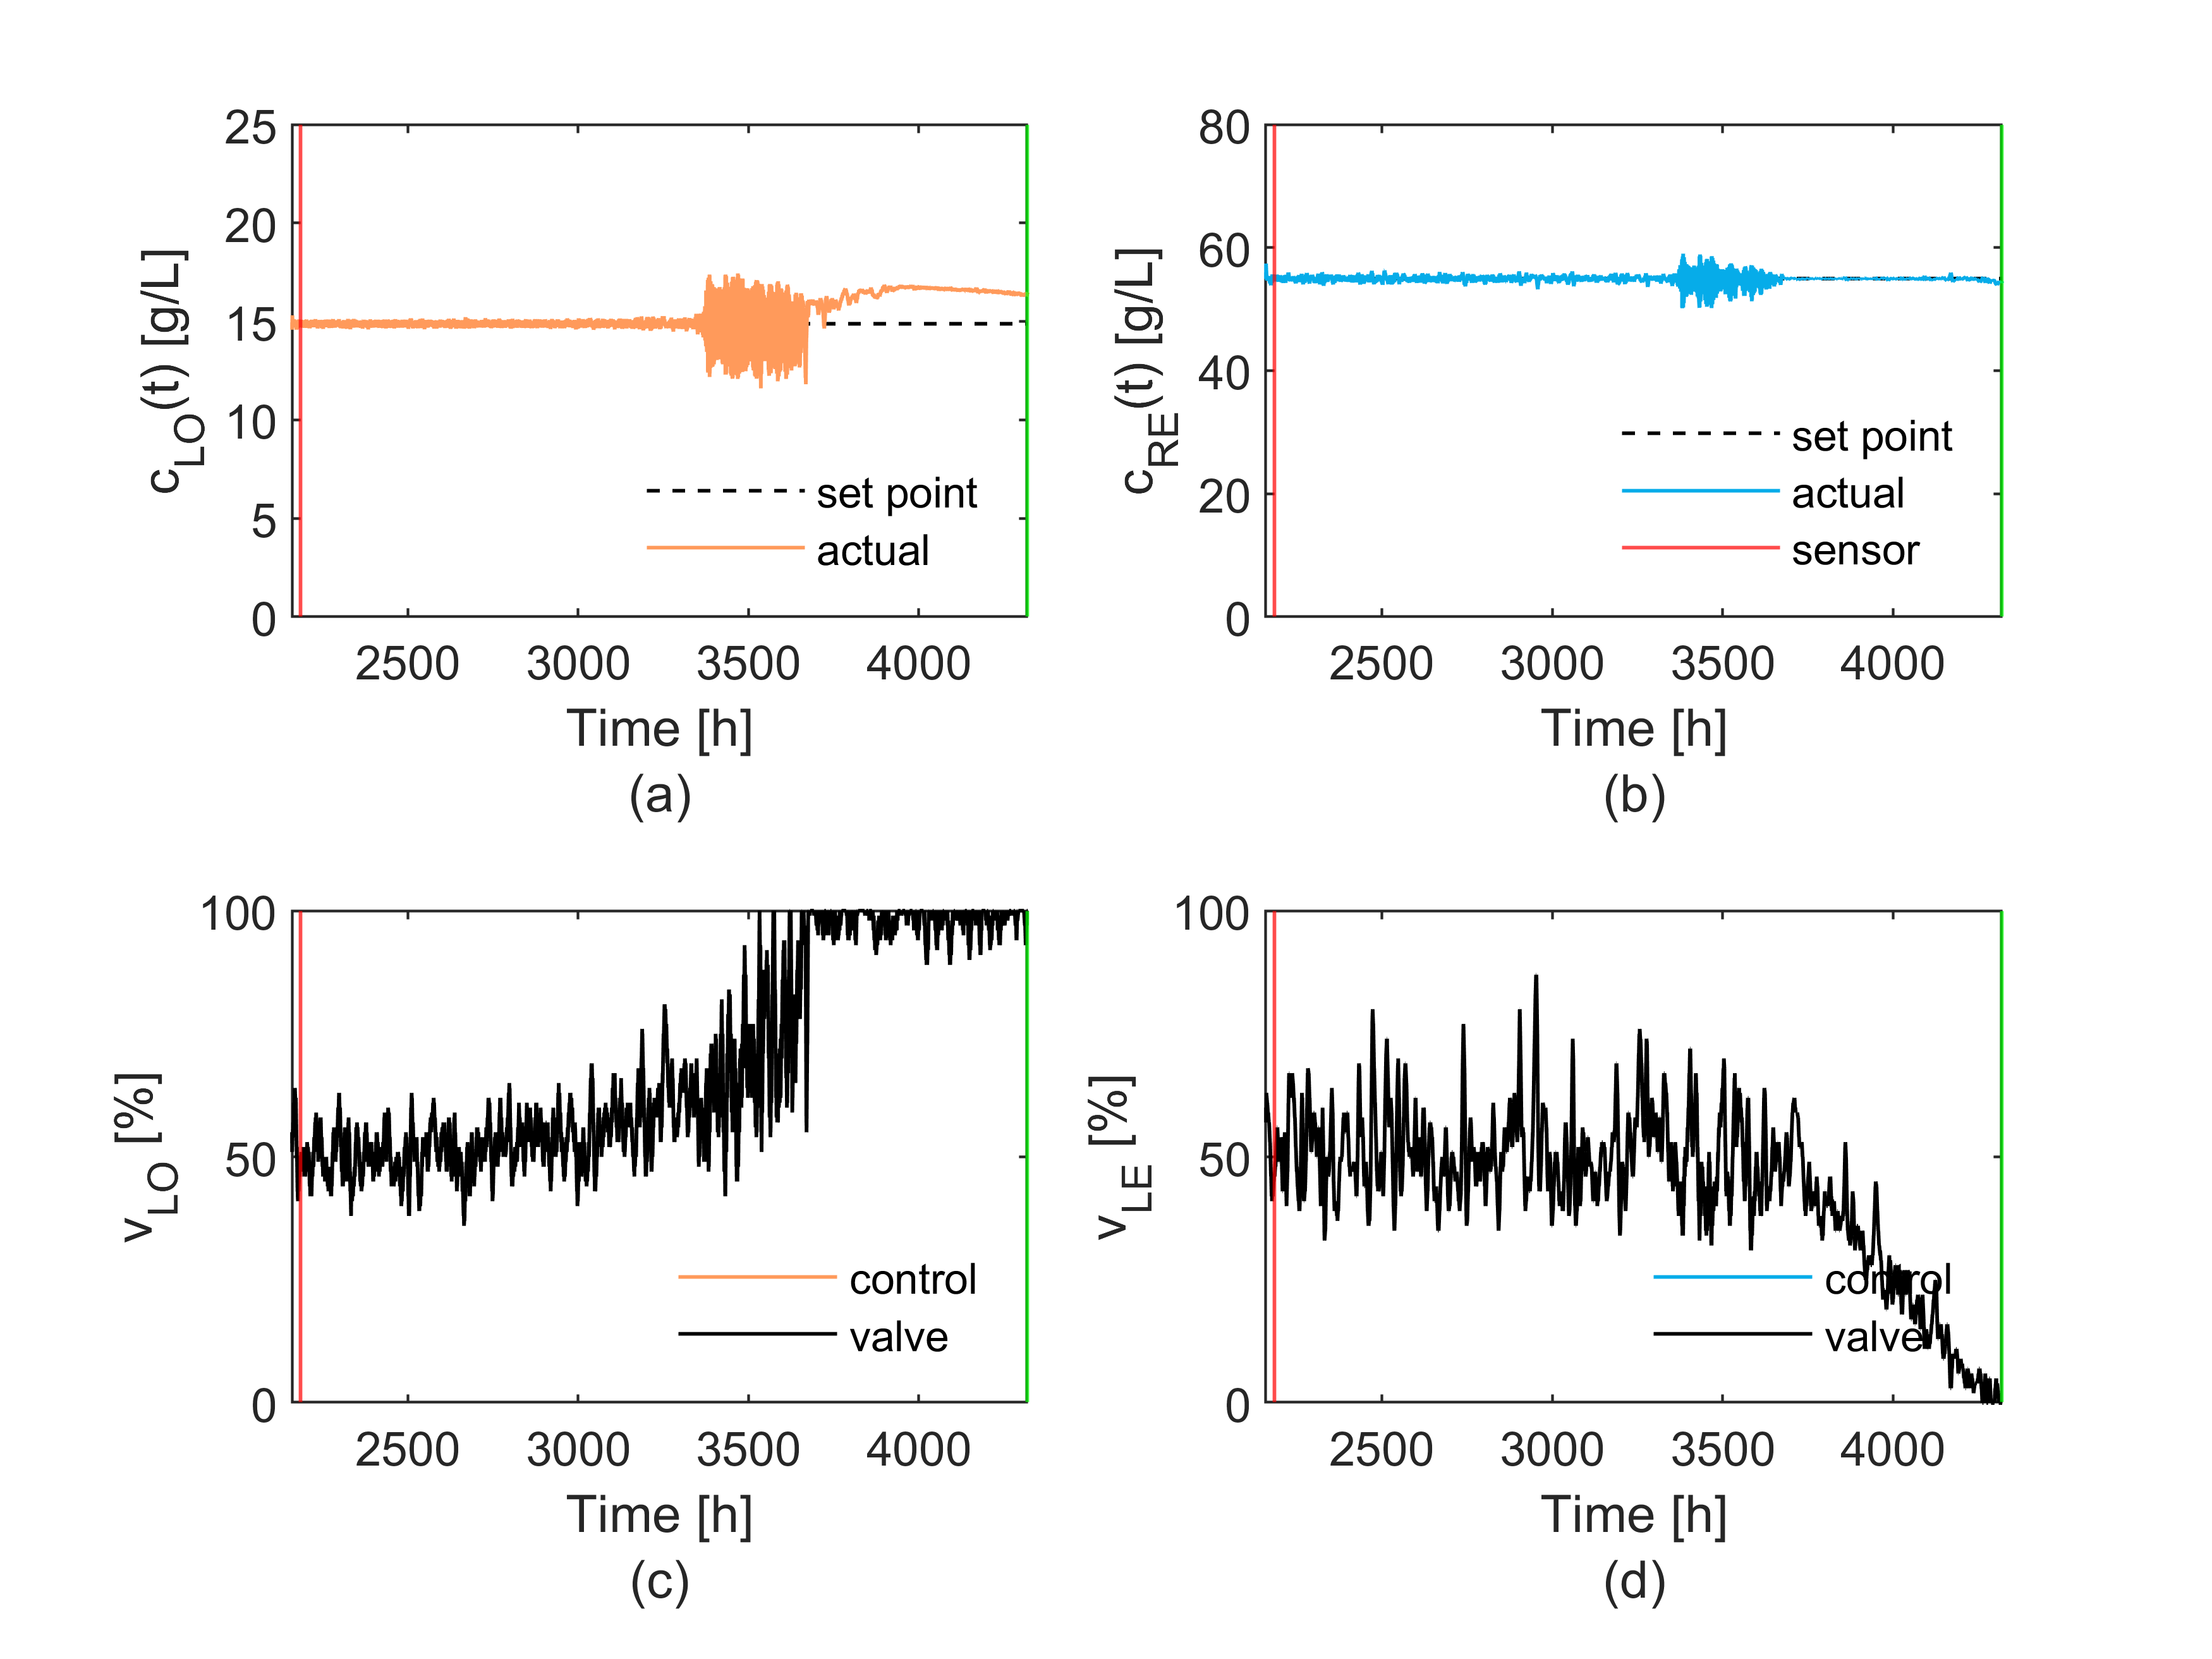 25
20
15
10
5
0
c_LO(t) [g/L]
set point
actual
2500 3000 3500 4000
Time [h]
(a)
80
60
40
20
0
c_RE(t) [g/L]
set point
actual
sensor
2500 3000 3500 4000
Time [h]
(b)
100
50
0
v_LO [%]
control
valve
2500 3000 3500 4000
Time [h]
(c)
100
50
0
v_LE [%]
control
valve
2500 3000 3500 4000
Time [h]
(d)